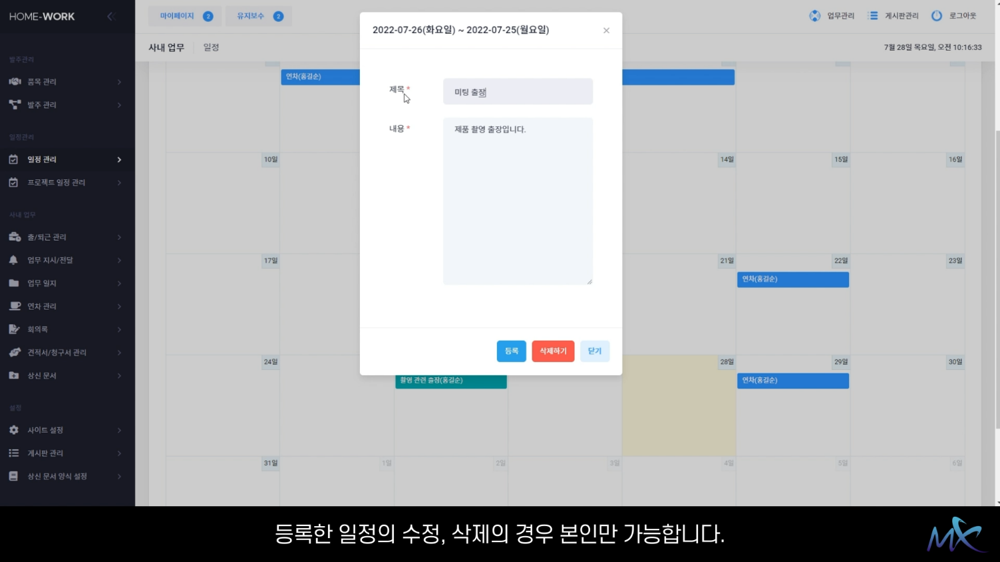 HOME-WORK
마이페이지 2
유지보수 2
업무관리
게시판관리
로그아웃
사내 업무
일정
7월 28일 목요일, 오전 10:16:33
발주관리
품목 관리
발주 관리
일정관리
일정 관리
프로젝트 일정 관리
사내 업무
출/퇴근 관리
업무 지시/전달
업무 일지
연차 관리
회의록
견적서/청구서 관리
상신 문서
설정
사이트 설정
게시판 관리
상신 문서 양식 설정
2022-07-26(화요일) ~ 2022-07-25(월요일)
제목 *
미팅 출장
내용 *
제품 촬영 출장입니다.
등록
삭제하기
닫기
연차(홍길순)
10일
14일
15일
16일
17일
21일
22일
23일
연차(홍길순)
24일
28일
29일
30일
촬영 관련 출장(홍길순)
연차(홍길순)
31일
1일
2일
3일
4일
5일
6일
등록한 일정의 수정, 삭제의 경우 본인만 가능합니다.
MX